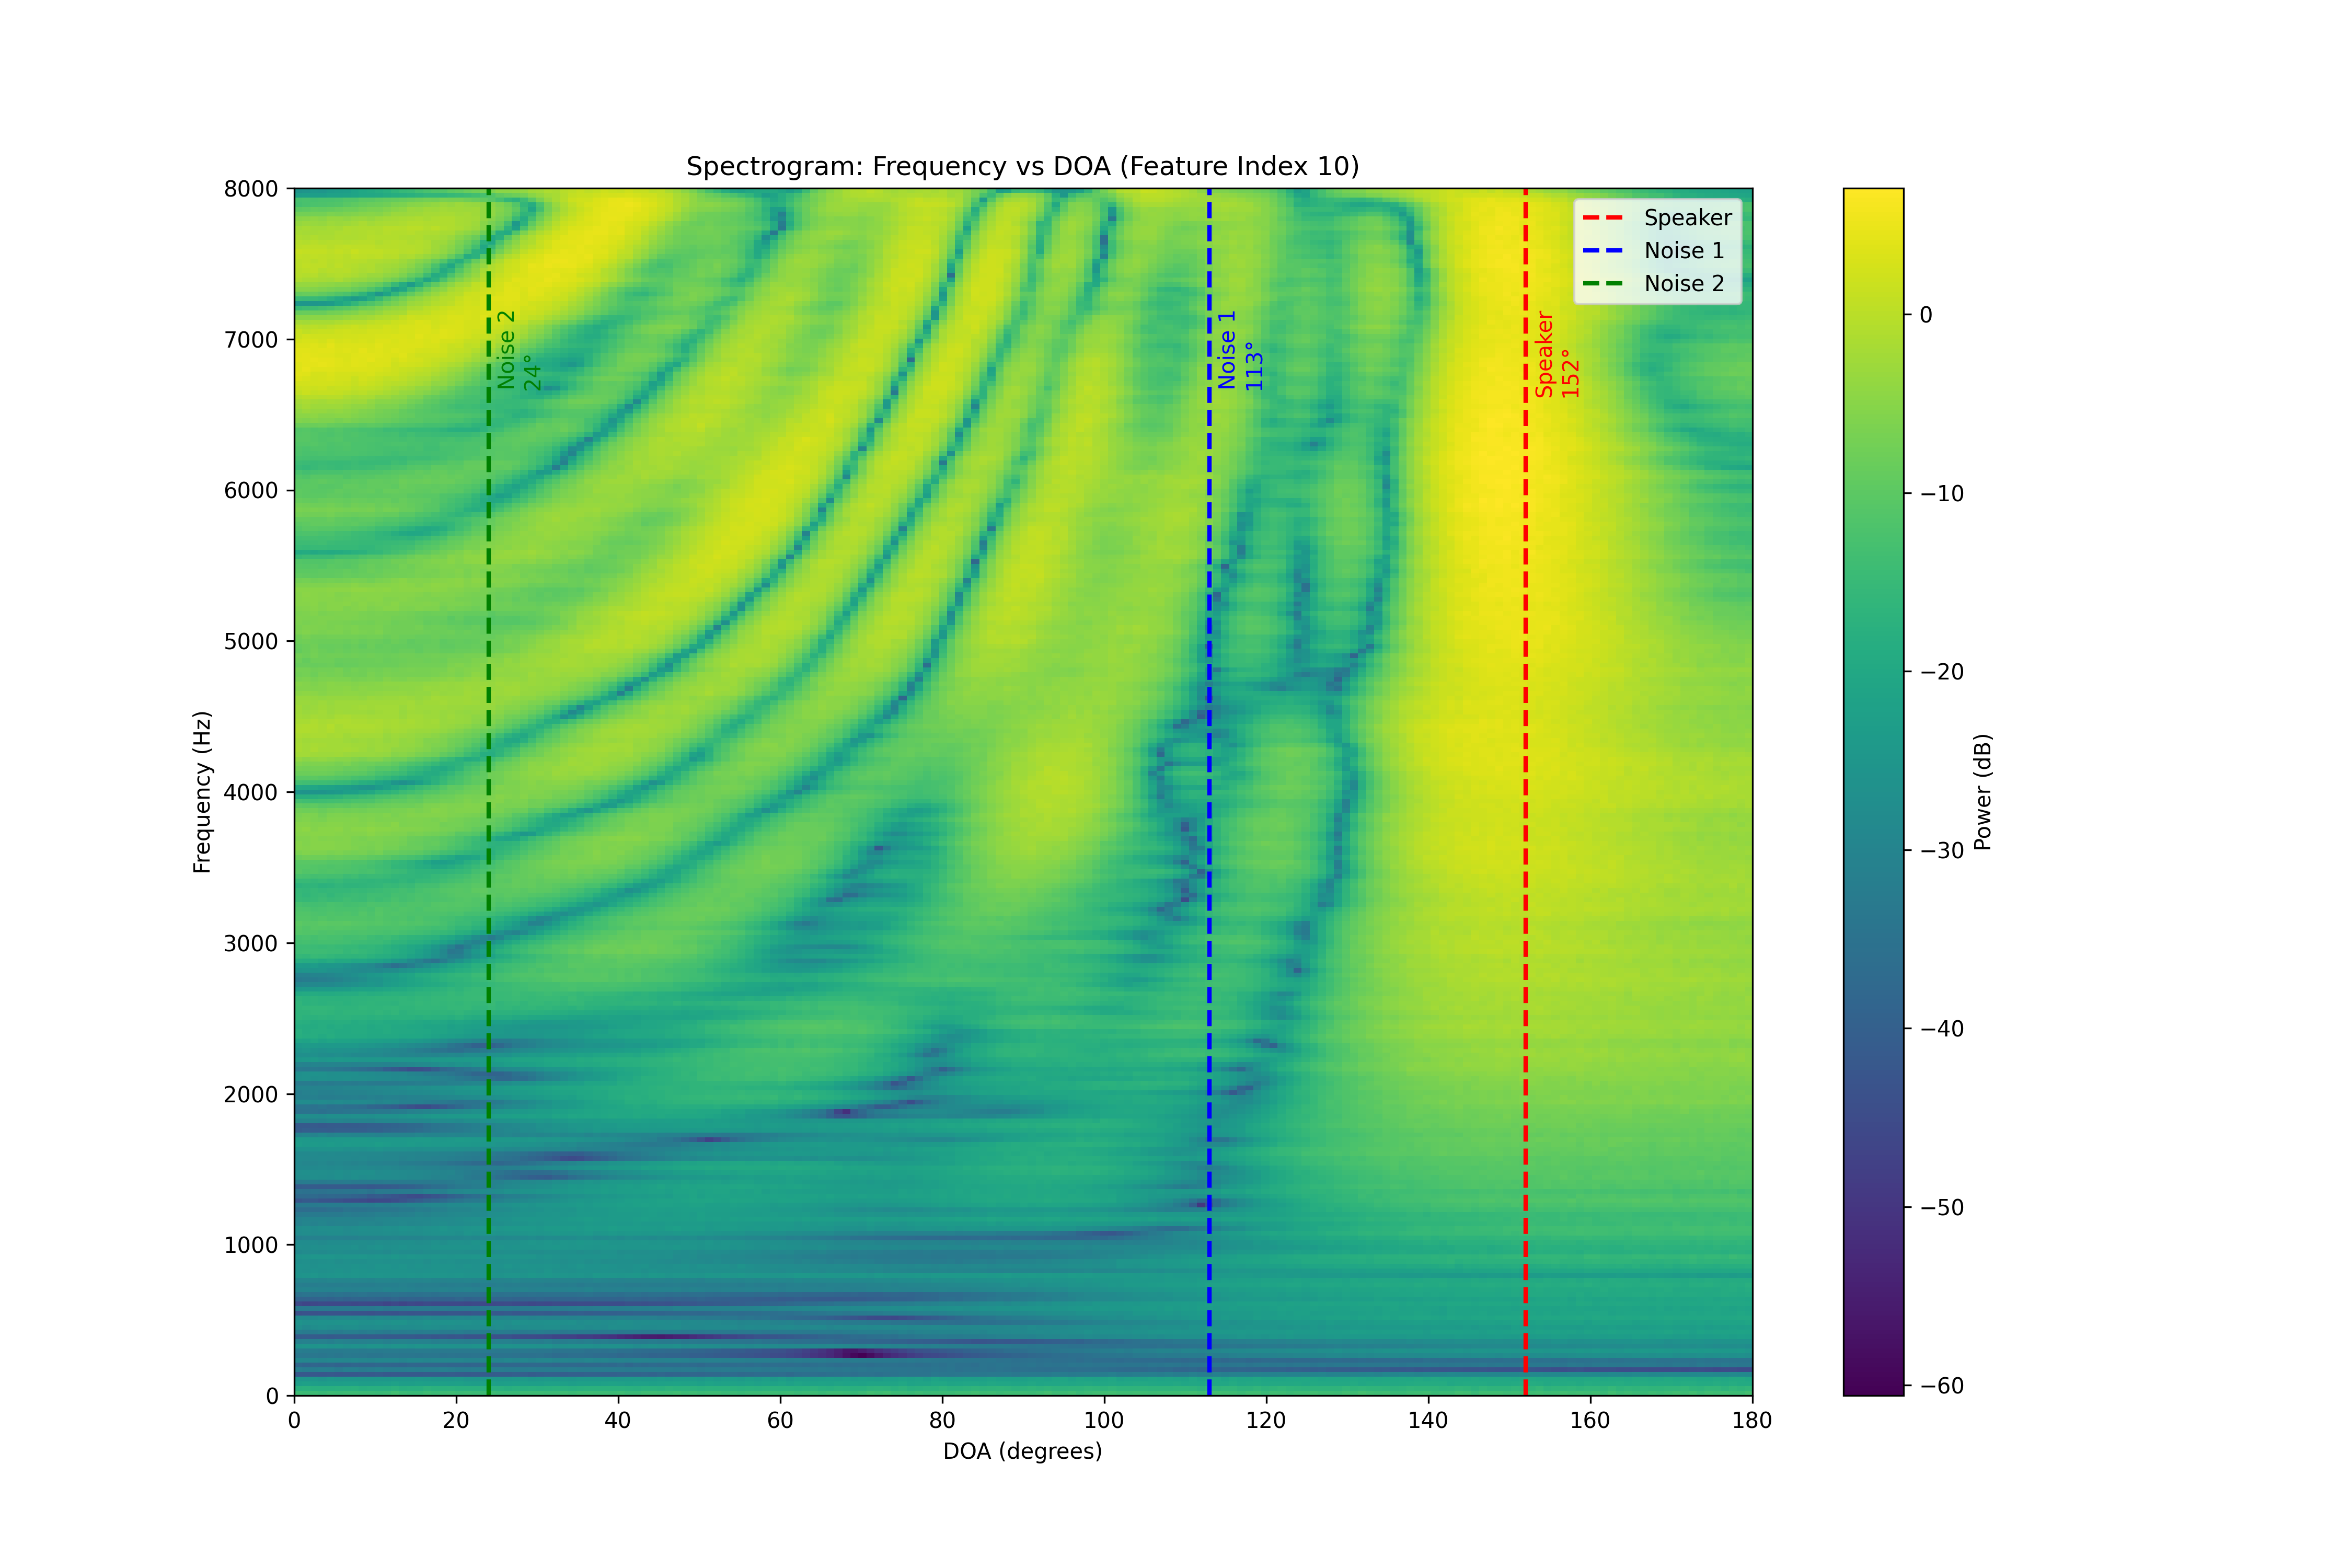 Spectrogram: Frequency vs DOA (Feature Index 10)
8000
7000
6000
5000
4000
3000
2000
1000
0
Frequency (Hz)
0
20
40
60
80
100
120
140
160
180
DOA (degrees)
Noise 2
24°
Noise 1
113°
Speaker
152°
Speaker
Noise 1
Noise 2
0
−10
−20
−30
−40
−50
−60
Power (dB)